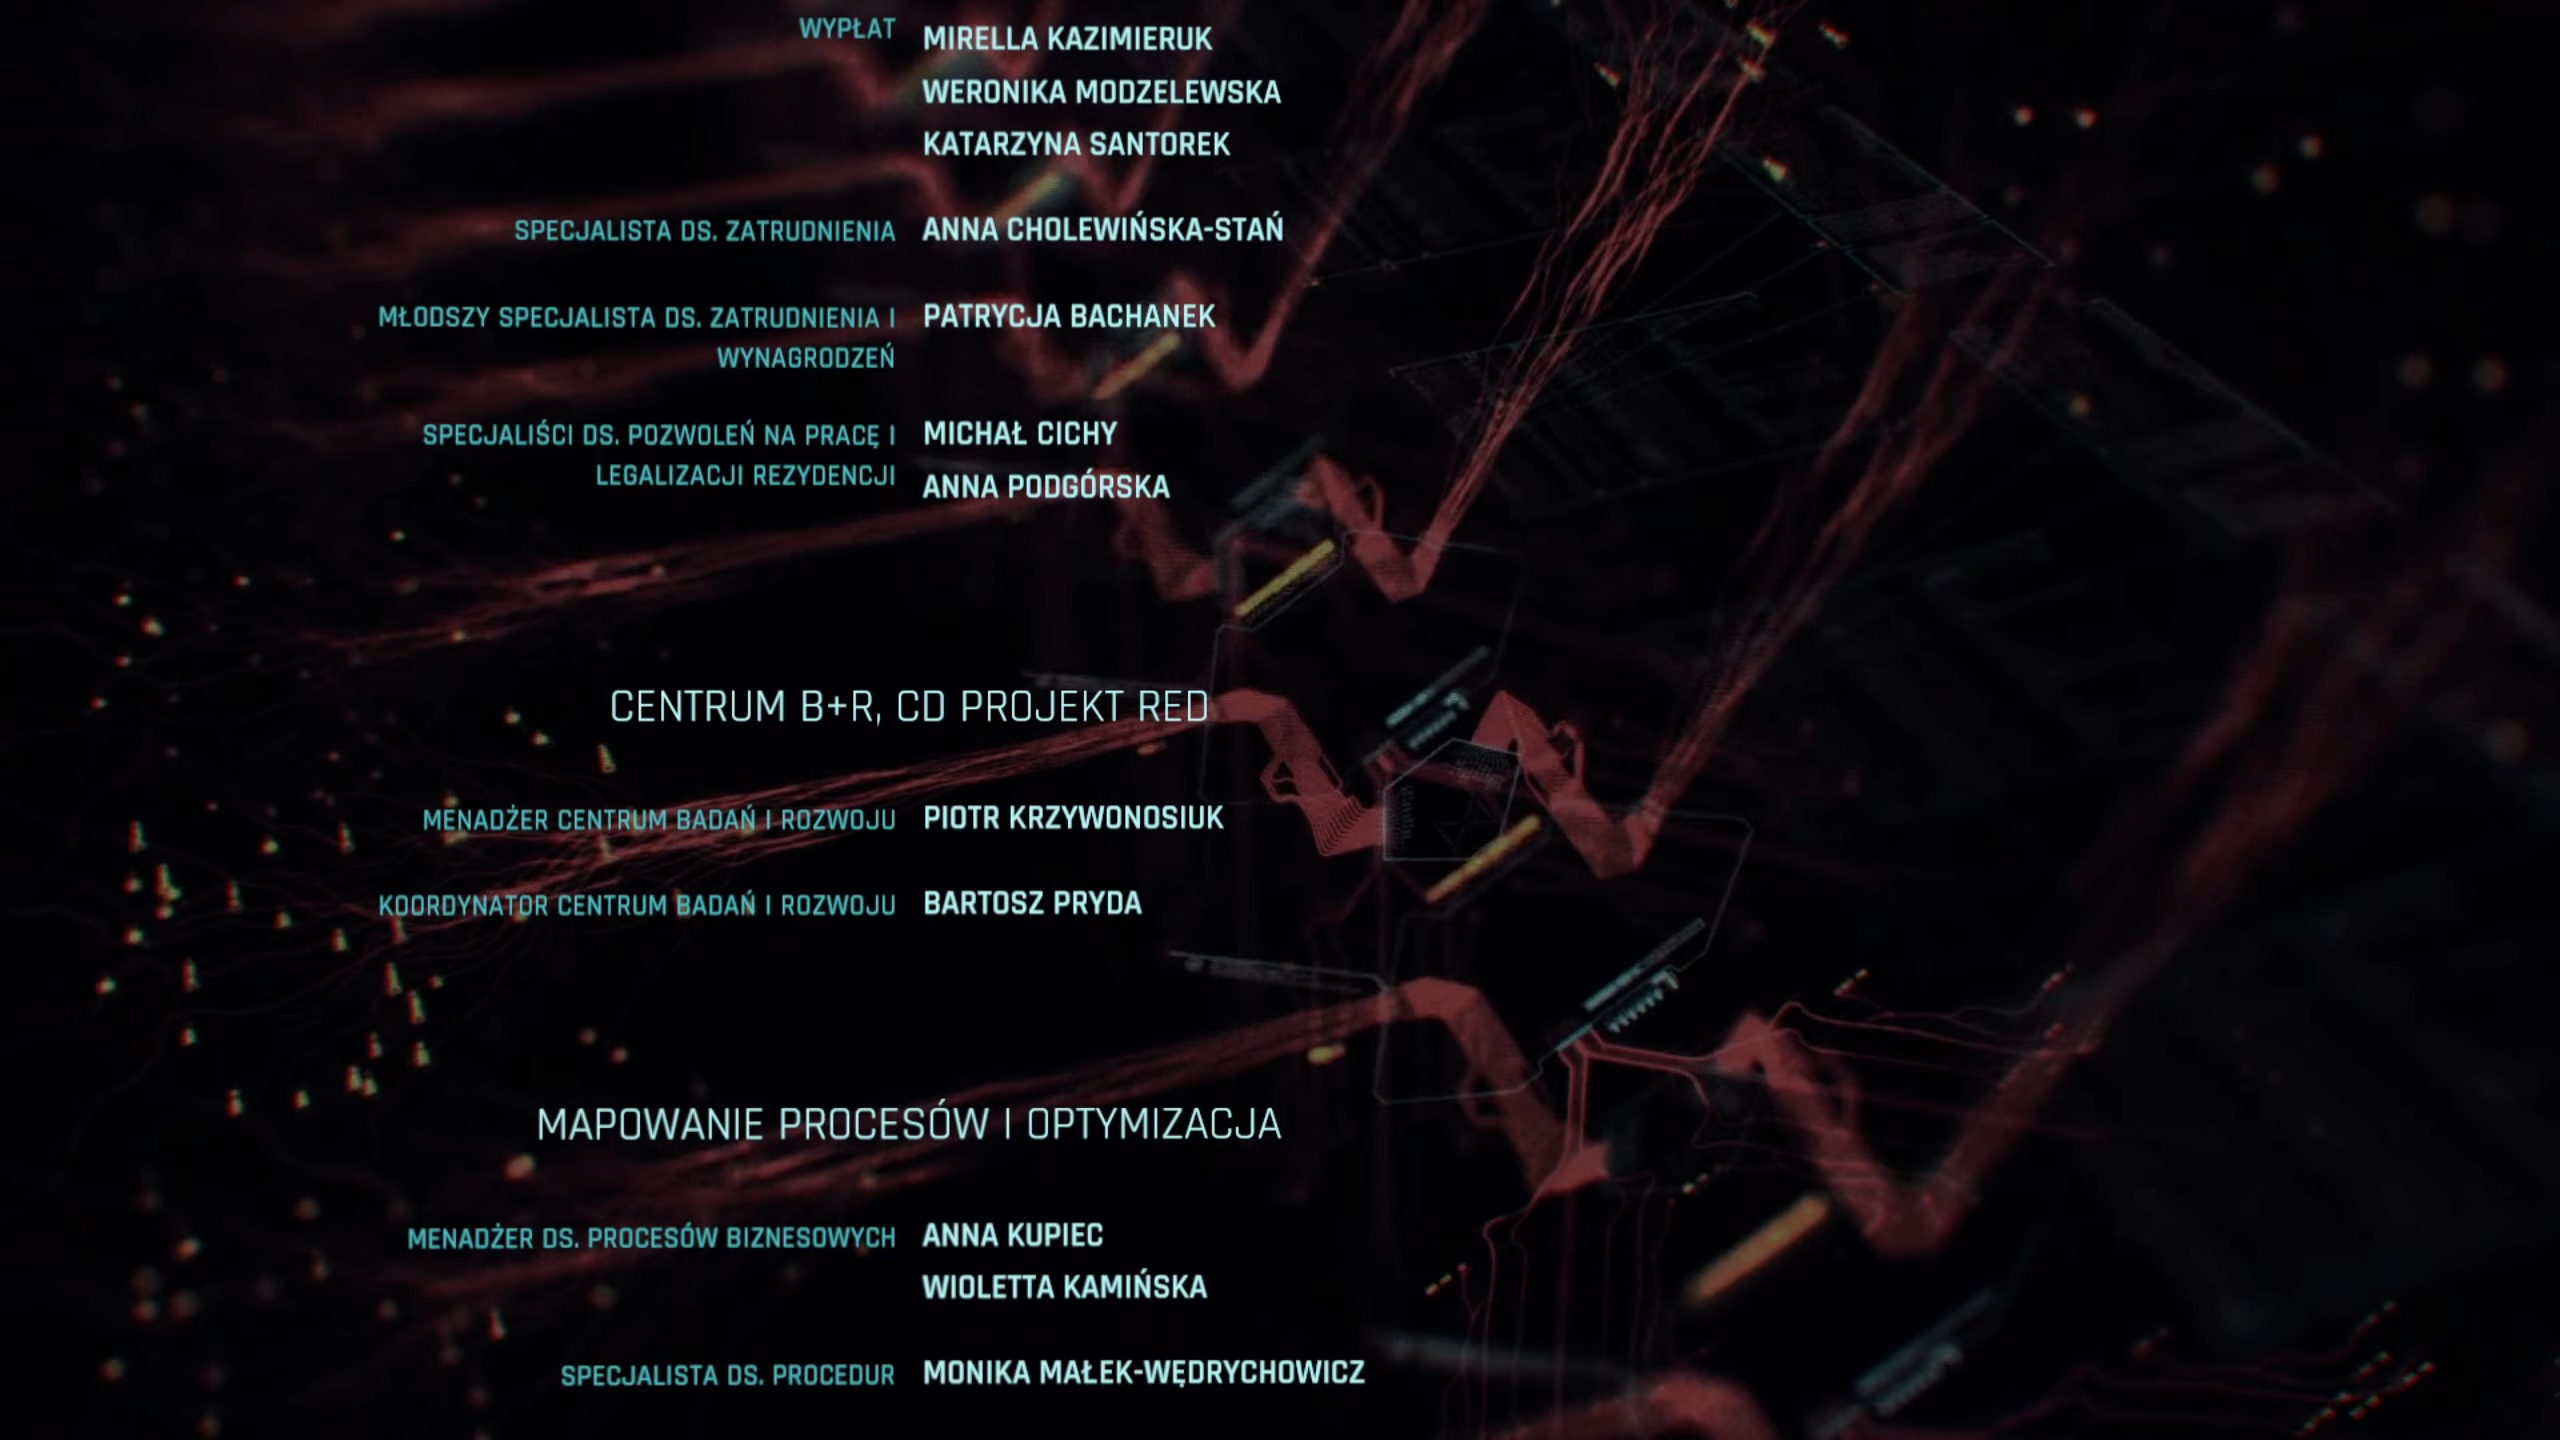 WYPŁAT MIRELLA KAZIMIERUK
WERONIKA MODZELEWSKA
KATARZYNA SANTOREK
SPECJALISTA DS. ZATRUDNIENIA ANNA CHOLEWIŃSKA-STAŃ
MŁODSZY SPECJALISTA DS. ZATRUDNIENIA I PATRYCJA BACHANEK
WYNAGRODZEŃ
SPECJALIŚCI DS. POZWOLEŃ NA PRACĘ I MICHAŁ CICHY
LEGALIZACJI REZYDENCJI ANNA PODGÓRSKA
CENTRUM B+R, CD PROJEKT RED
MENADŻER CENTRUM BADAŃ I ROZWOJU PIOTR KRZYWONOSIUK
KOORDYNATOR CENTRUM BADAŃ I ROZWOJU BARTOSZ PRYDA
MAPOWANIE PROCESÓW I OPTYMIZACJA
MENADŻER DS. PROCESÓW BIZNESOWYCH ANNA KUPIEC
WIOLETTA KAMIŃSKA
SPECJALISTA DS. PROCEDUR MONIKA MAŁEK-WĘDRYCHOWICZ